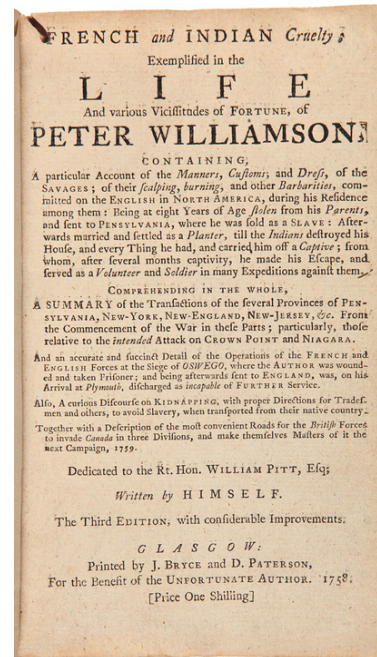 FRENCH and INDIAN Cruelty;
Exemplified in the
LIFE
And various Vicissitudes of FORTUNE, of
PETER WILLIAMSON,
CONTAINING,
A particular Account of the Manners, Customs, and Dress, of the
SAVAGES; of their scalping, burning, and other Barbarities, com-
mitted on the ENGLISH in NORTH AMERICA, during his Residence
among them: Being at eight Years of Age stolen from his Parents,
and sent to PENSYLVANIA, where he was sold as a SLAVE: After-
wards married and settled as a Planter, till the Indians destroyed his
House, and every Thing he had, and carried him off a Captive; from
whom, after several months captivity, he made his Escape, and
served as a Volunteer and Soldier in many Expeditions against them.
COMPREHENDING IN THE WHOLE,
A SUMMARY of the Transactions of the several Provinces of PEN-
SYLVANIA, NEW-YORK, NEW-ENGLAND, NEW-JERSEY, &c. From
the Commencement of the War in these Parts; particularly, those
relative to the intended Attack on CROWN POINT and NIAGARA.
And an accurate and succinct Detail of the Operations of the FRENCH and
ENGLISH Forces at the Siege of OSWEGO, where the AUTHOR was wound-
ed and taken Prisoner; and being afterwards sent to ENGLAND, was, on his
Arrival at Plymouth, discharged as incapable of FURTHER Service.
Also, A curious Discourse on KIDNAPPING, with proper Directions for Trades-
men and others, to avoid Slavery, when transported from their native country.
Together with a Description of the most convenient Roads for the British Forces
to invade Canada in three Divisions, and make themselves Masters of it the
next Campaign, 1759.
Dedicated to the Rt. Hon. WILLIAM PITT, Esq;
Written by HIMSELF.
The Third EDITION, with considerable Improvements.
GLASGOW:
Printed by J. BRYCE and D. PATERSON,
For the Benefit of the UNFORTUNATE AUTHOR. 1758.
[Price One Shilling]